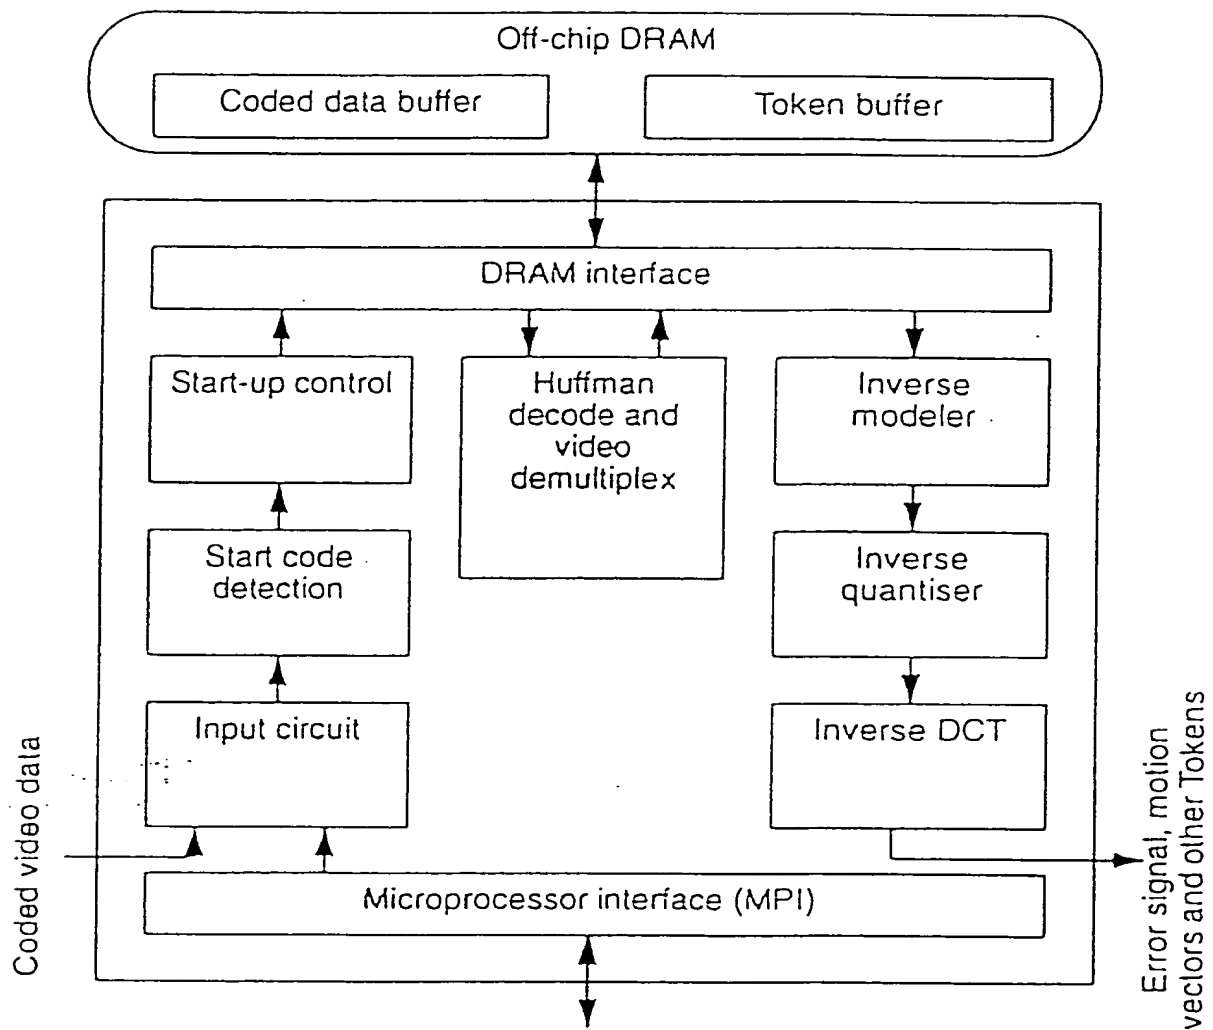 Off-chip DRAM
Coded data buffer
Token buffer
DRAM interface
Start-up control
Huffman
decode and
video
demultiplex
Inverse
modeler
Start code
detection
Inverse
quantiser
Input circuit
Inverse DCT
Microprocessor interface (MPI)
Coded video data
Error signal, motion
vectors and other Tokens